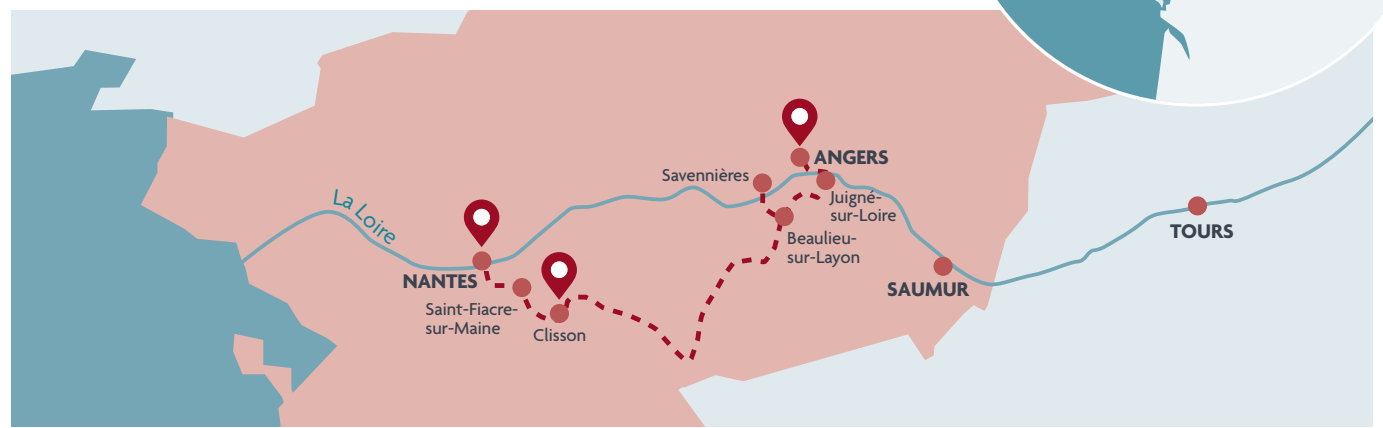 ANGERS
Savennières
Juigné-
sur-Loire
La Loire
TOURS
Beaulieu-
sur-Layon
NANTES
SAUMUR
Saint-Fiacre-
sur-Maine
Clisson